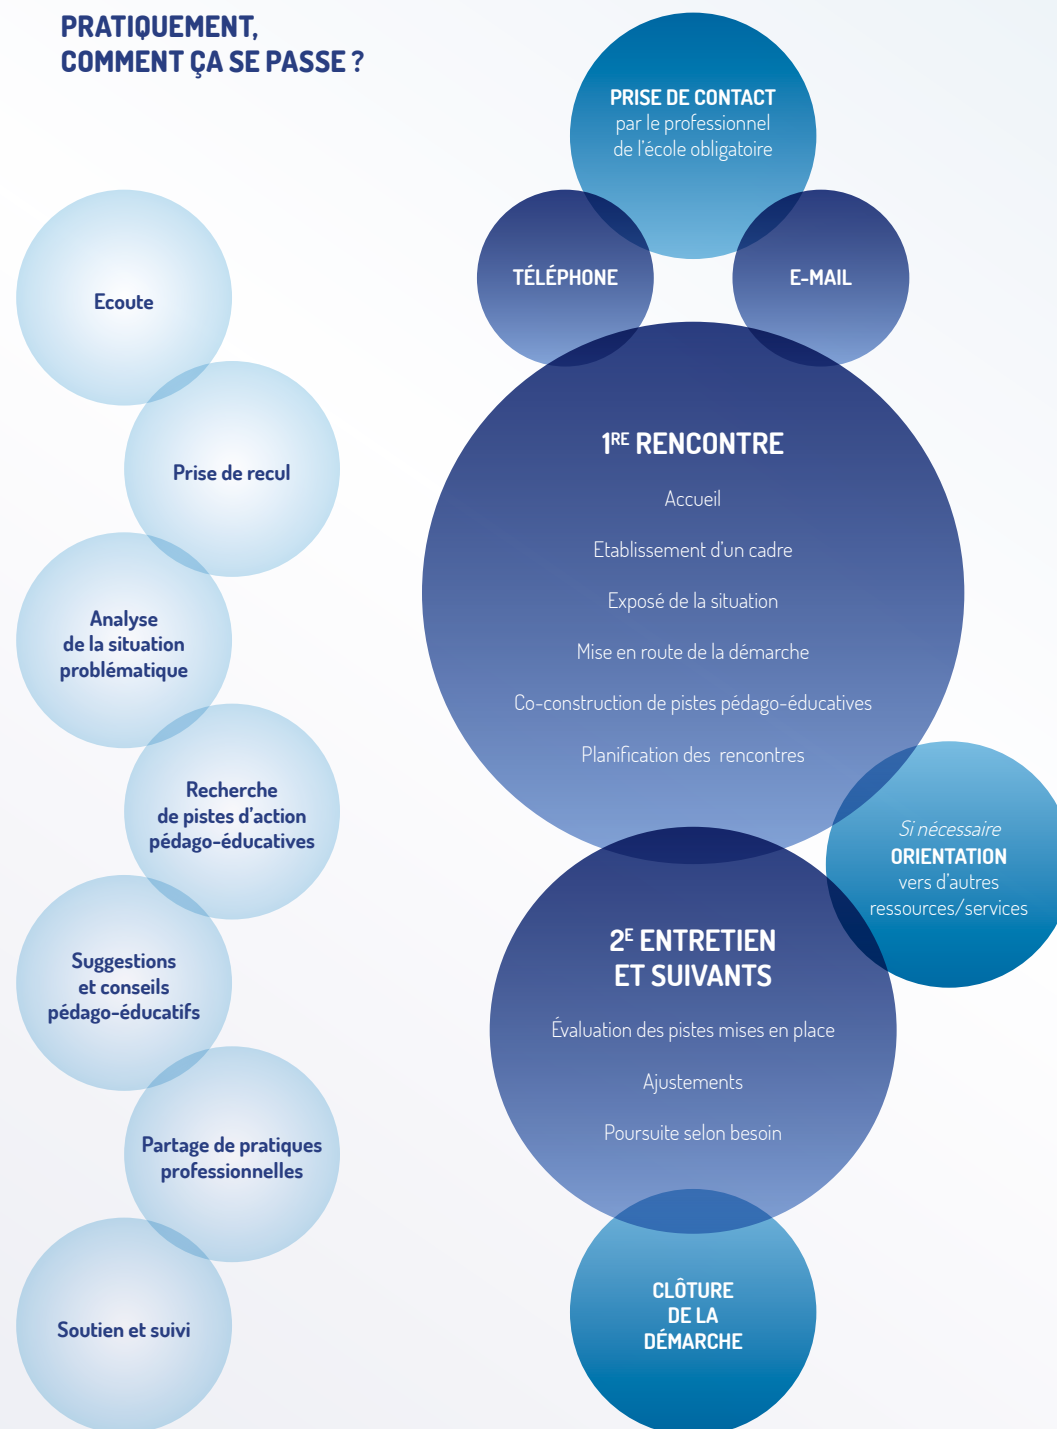 PRATIQUEMENT,
COMMENT ÇA SE PASSE ?
Ecoute
Prise de recul
Analyse
de la situation
problématique
Recherche
de pistes d'action
pédago-éducatives
Suggestions
et conseils
pédago-éducatifs
Partage de pratiques
professionnelles
Soutien et suivi
PRISE DE CONTACT
par le professionnel
de l'école obligatoire
TÉLÉPHONE
E-MAIL
1RE RENCONTRE
Accueil
Etablissement d'un cadre
Exposé de la situation
Mise en route de la démarche
Co-construction de pistes pédago-éducatives
Planification des rencontres
Si nécessaire
ORIENTATION
vers d'autres
ressources/services
2E ENTRETIEN
ET SUIVANTS
Évaluation des pistes mises en place
Ajustements
Poursuite selon besoin
CLÔTURE
DE LA
DÉMARCHE